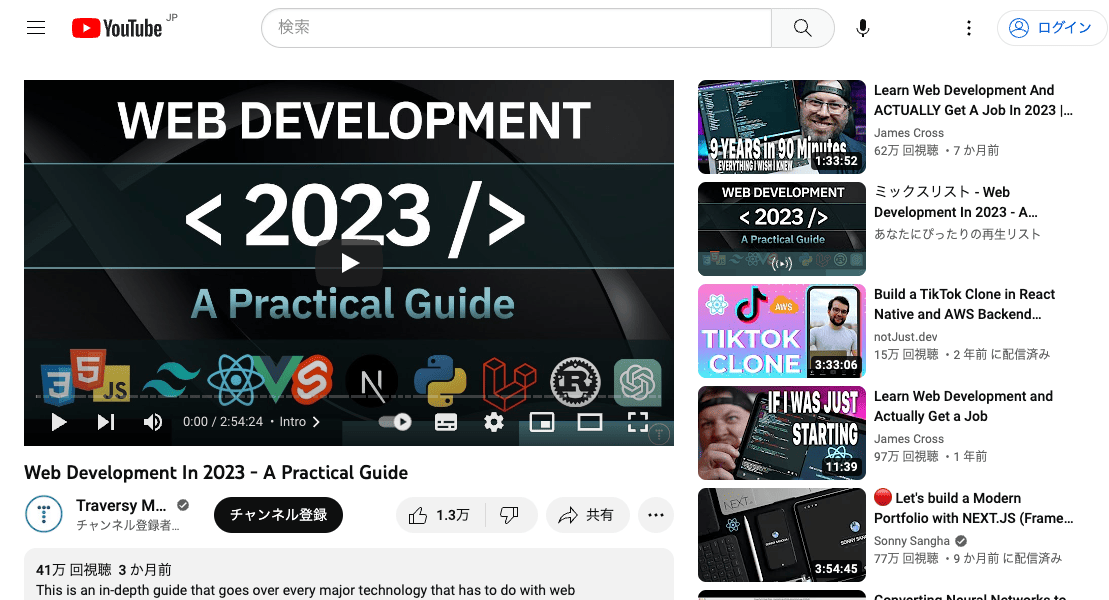 YouTube JP
検索
ログイン
WEB DEVELOPMENT
< 2023 />
A Practical Guide
3 5 JS
N
R
0:00 / 2:54:24 • Intro
Web Development In 2023 - A Practical Guide
Traversy M...
チャンネル登録者...
チャンネル登録
1.3万
共有
41万 回視聴 3 か月前
This is an in-depth guide that goes over every major technology that has to do with web
9 YEARS in 90 Minutes
EVERYTHING I WISH I KNEW
1:33:52
Learn Web Development And
ACTUALLY Get A Job In 2023 |...
James Cross
62万 回視聴 • 7 か月前
WEB DEVELOPMENT
< 2023 />
A Practical Guide
ミックスリスト - Web
Development In 2023 - A...
あなたにぴったりの再生リスト
AWS
TIKTOK
CLONE
3:33:06
Build a TikTok Clone in React
Native and AWS Backend...
notJust.dev
15万 回視聴 • 2 年前 に配信済み
IF I WAS JUST
STARTING
11:39
Learn Web Development and
Actually Get a Job
James Cross
97万 回視聴 • 1 年前
NEXT.
SONNY SANGHA
3:54:45
Let's build a Modern
Portfolio with NEXT.JS (Frame...
Sonny Sangha
77万 回視聴 • 9 か月前 に配信済み
Converting Neural Networks to